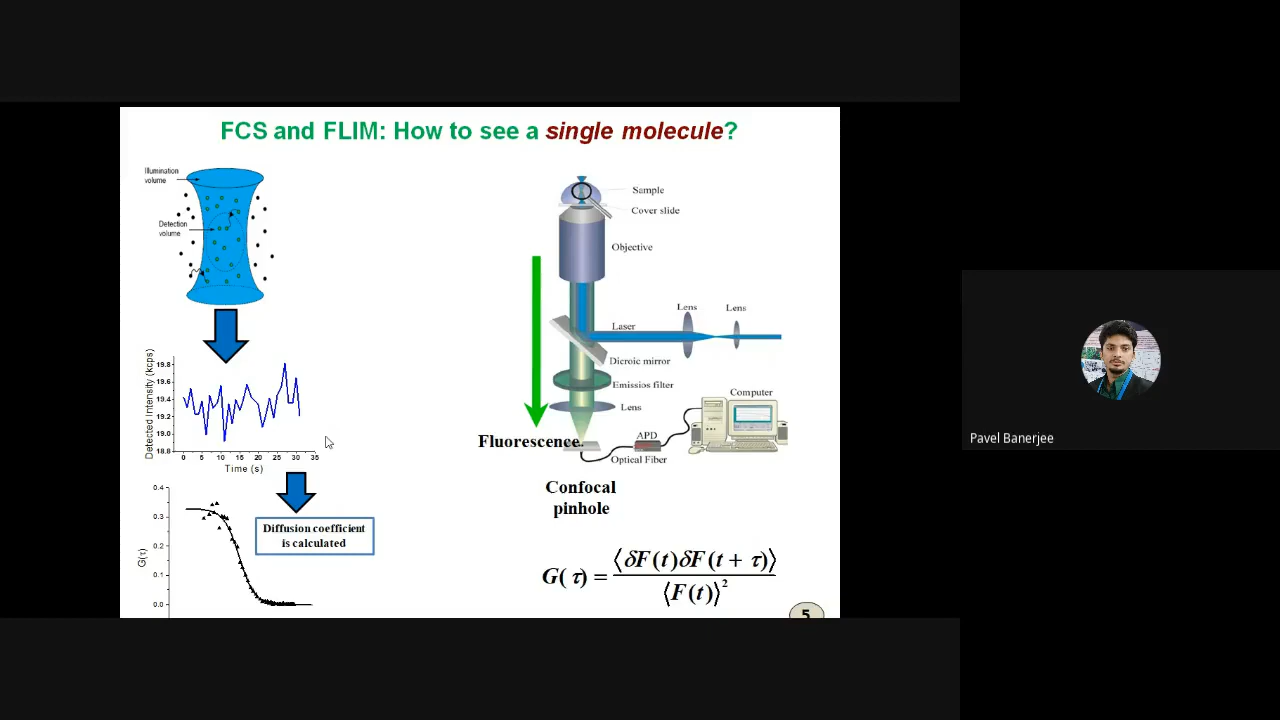 FCS and FLIM: How to see a single molecule?
Illumination
volume
Detection
volume
Detected Intensity (kcps)
19.8
19.6
19.4
19.2
19.0
18.8
0 5 10 15 20 25 30 35
Time (s)
Diffusion coefficient
is calculated
G(τ)
0.4
0.3
0.2
0.1
0.0
Sample
Cover slide
Objective
Lens
Lens
Laser
Dicroic mirror
Emissios filter
Lens
Computer
APD
Optical Fiber
Fluorescence.
Confocal
pinhole
G(τ) = ⟨δF(t)δF(t + τ)⟩ / ⟨F(t)⟩²
5
Pavel Banerjee